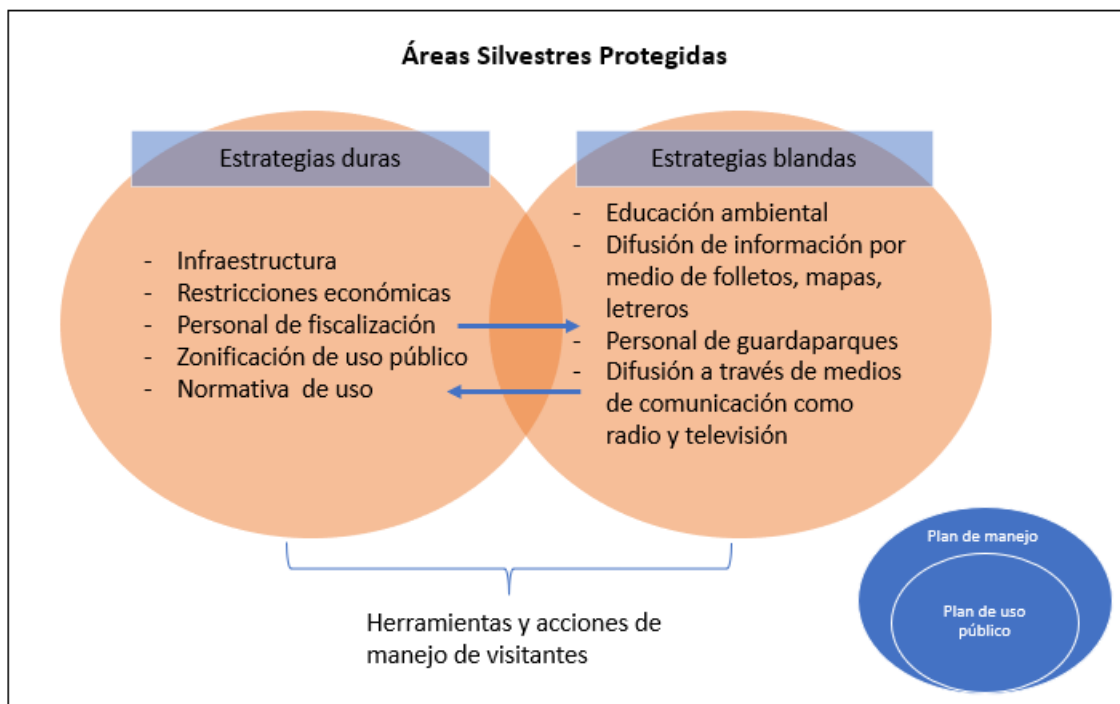 Áreas Silvestres Protegidas
Estrategias duras
- Infraestructura
- Restricciones económicas
- Personal de fiscalización
- Zonificación de uso público
- Normativa de uso
Estrategias blandas
- Educación ambiental
- Difusión de información por
medio de folletos, mapas,
letreros
- Personal de guardaparques
- Difusión a través de medios
de comunicación como
radio y televisión
Herramientas y acciones de
manejo de visitantes
Plan de manejo
Plan de uso
público